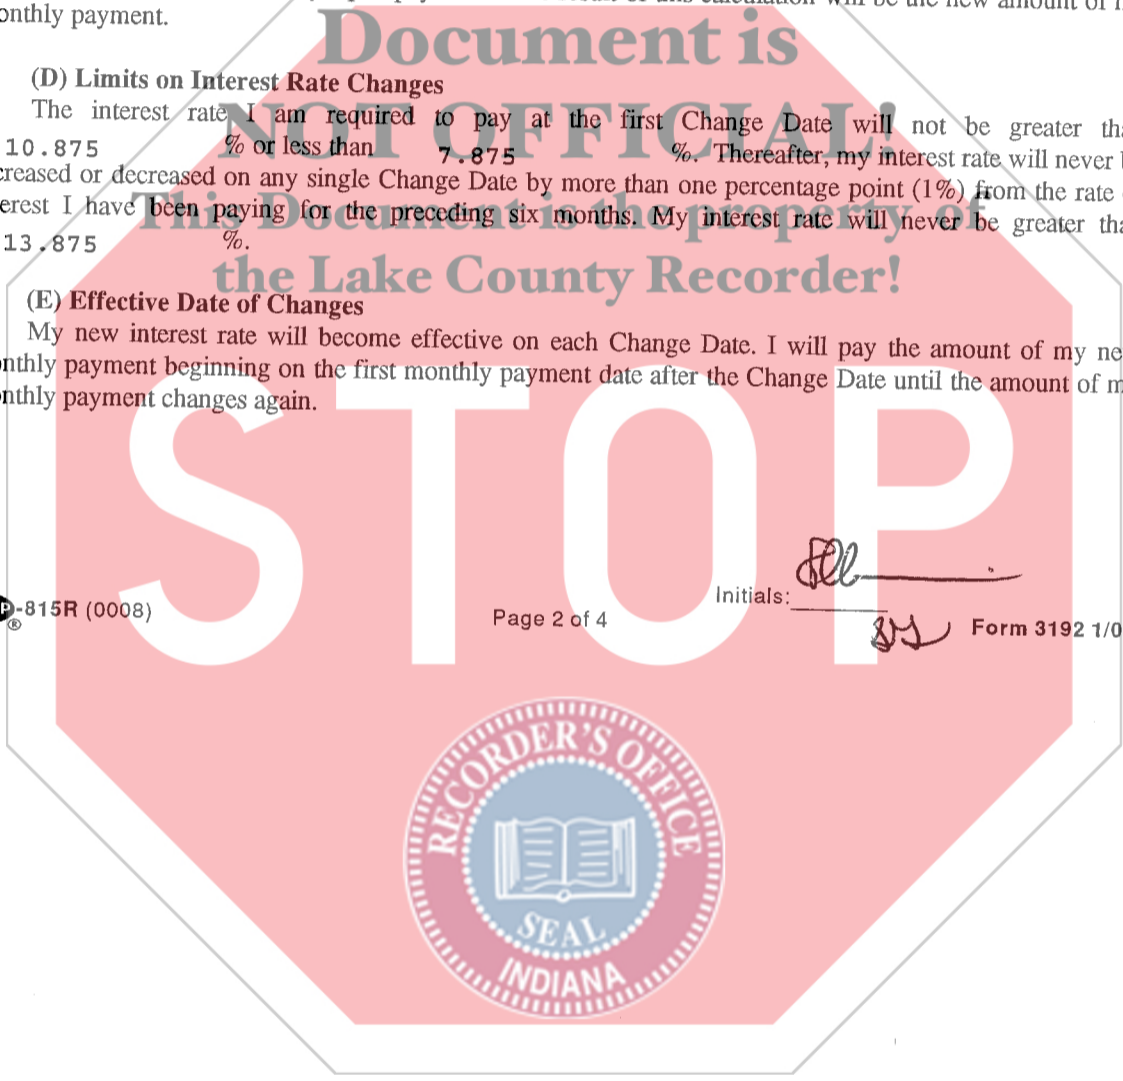 onthly payment.
Document is
(D) Limits on Interest Rate Changes
The interest rate I am required to pay at the first Change Date will not be greater tha
NOT OFFICIAL!
10.875 % or less than 7.875 %. Thereafter, my interest rate will never b
creased or decreased on any single Change Date by more than one percentage point (1%) from the rate
erest I have been paying for the preceding six months. My interest rate will never be greater tha
This Document is the property of
13.875 %.
the Lake County Recorder!
(E) Effective Date of Changes
My new interest rate will become effective on each Change Date. I will pay the amount of my ne
onthly payment beginning on the first monthly payment date after the Change Date until the amount of m
onthly payment changes again.
STOP
Initials:
P-815R (0008) Page 2 of 4 Form 3192 1/0
®
RECORDER'S OFFICE
SEAL
INDIANA